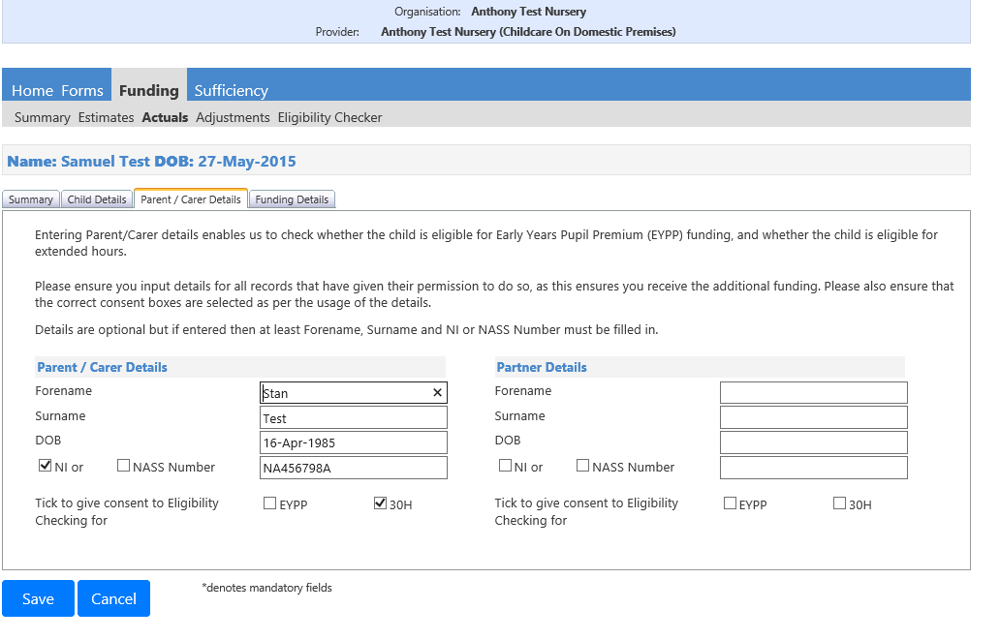 Organisation: Anthony Test Nursery
Provider: Anthony Test Nursery (Childcare On Domestic Premises)
Home Forms Funding Sufficiency
Summary Estimates Actuals Adjustments Eligibility Checker
Name: Samuel Test DOB: 27-May-2015
Summary Child Details Parent / Carer Details Funding Details
Entering Parent/Carer details enables us to check whether the child is eligible for Early Years Pupil Premium (EYPP) funding, and whether the child is eligible for
extended hours.
Please ensure you input details for all records that have given their permission to do so, as this ensures you receive the additional funding. Please also ensure that
the correct consent boxes are selected as per the usage of the details.
Details are optional but if entered then at least Forename, Surname and NI or NASS Number must be filled in.
Parent / Carer Details
Forename Stan
Surname Test
DOB 16-Apr-1985
NI or NASS Number NA456798A
Tick to give consent to Eligibility EYPP 30H
Checking for
Partner Details
Forename
Surname
DOB
NI or NASS Number
Tick to give consent to Eligibility EYPP 30H
Checking for
Save Cancel *denotes mandatory fields